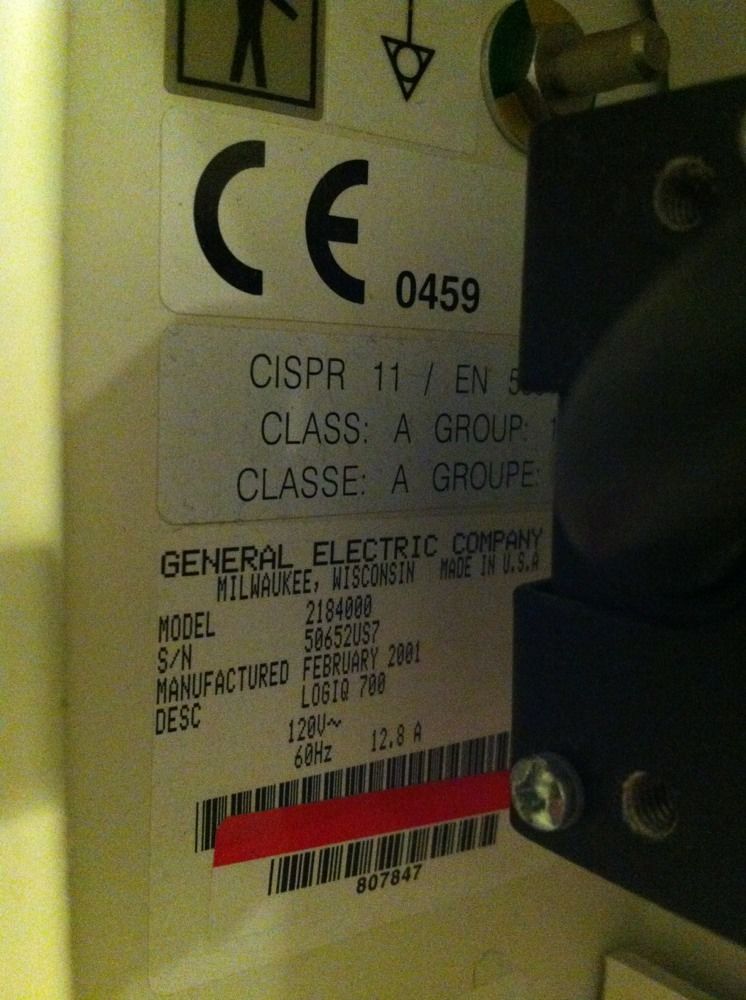 CE 0459
CISPR 11 / EN
CLASS: A GROUP: 1
CLASSE: A GROUPE:
GENERAL ELECTRIC COMPANY
MILWAUKEE, WISCONSIN MADE IN U.S.A
MODEL 2184000
S/N 50652US7
MANUFACTURED FEBRUARY 2001
DESC LOGIQ 700
120V~
60Hz 12.8 A
807847